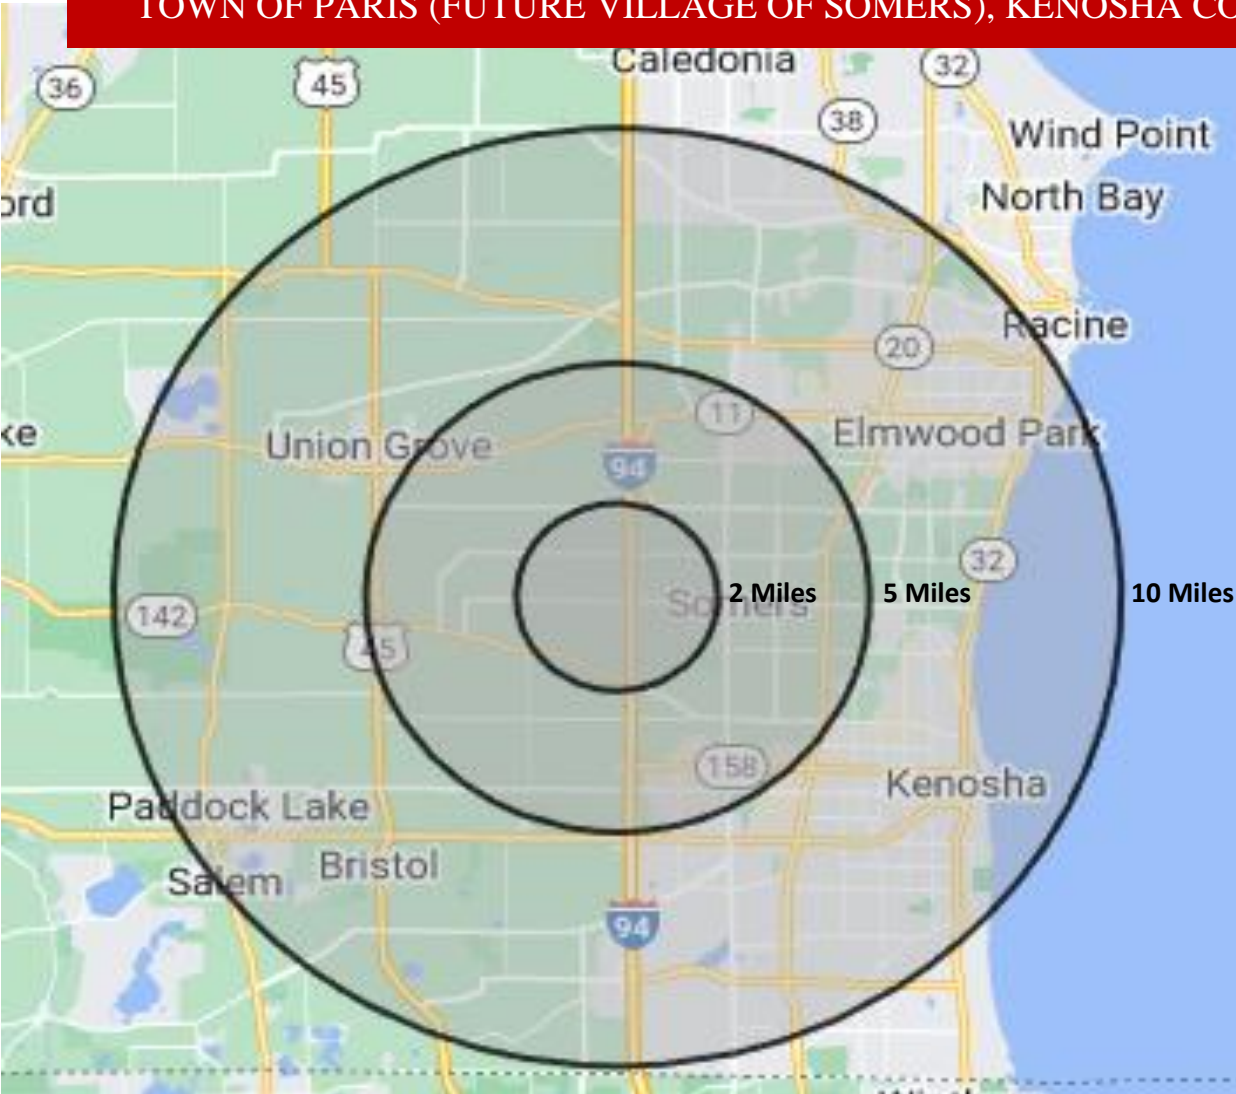 TOWN OF PARIS (FUTURE VILLAGE OF SOMERS), KENOSHA CO
Caledonia
32
36
45
38
Wind Point
North Bay
ord
Racine
20
11
Elmwood Park
ke
Union Grove
94
32
2 Miles
5 Miles
10 Miles
Somers
142
45
158
Kenosha
Paddock Lake
Bristol
Salem
94